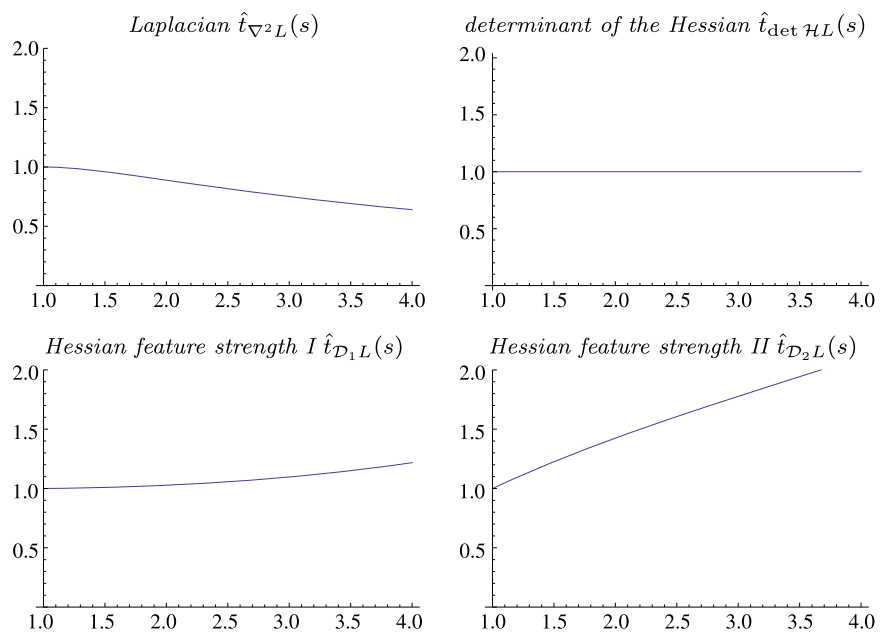 Laplacian t̂_{∇²L}(s)
2.0
1.5
1.0
0.5
1.0 1.5 2.0 2.5 3.0 3.5 4.0
determinant of the Hessian t̂_{det ℋL}(s)
2.0
1.5
1.0
0.5
1.0 1.5 2.0 2.5 3.0 3.5 4.0
Hessian feature strength I t̂_{𝒟₁L}(s)
2.0
1.5
1.0
0.5
1.0 1.5 2.0 2.5 3.0 3.5 4.0
Hessian feature strength II t̂_{𝒟₂L}(s)
2.0
1.5
1.0
0.5
1.0 1.5 2.0 2.5 3.0 3.5 4.0